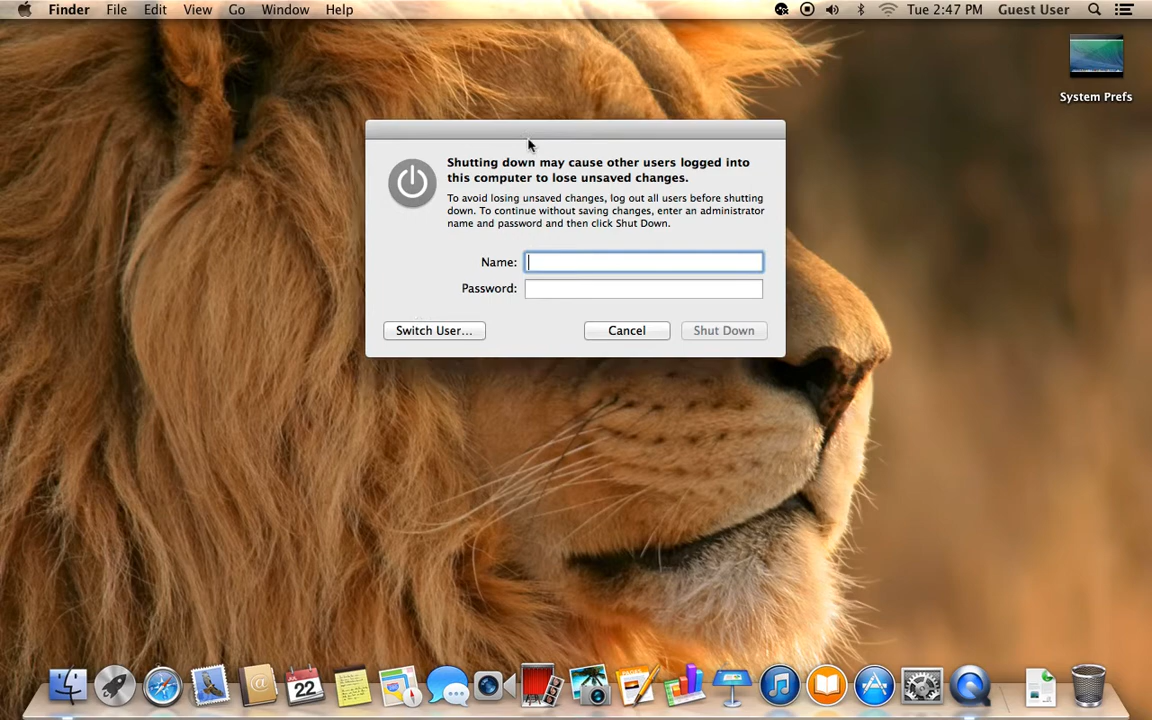 Finder File Edit View Go Window Help Tue 2:47 PM Guest User
System Prefs
Shutting down may cause other users logged into
this computer to lose unsaved changes.
To avoid losing unsaved changes, log out all users before shutting
down. To continue without saving changes, enter an administrator
name and password and then click Shut Down.
Name:
Password:
Switch User... Cancel Shut Down
22